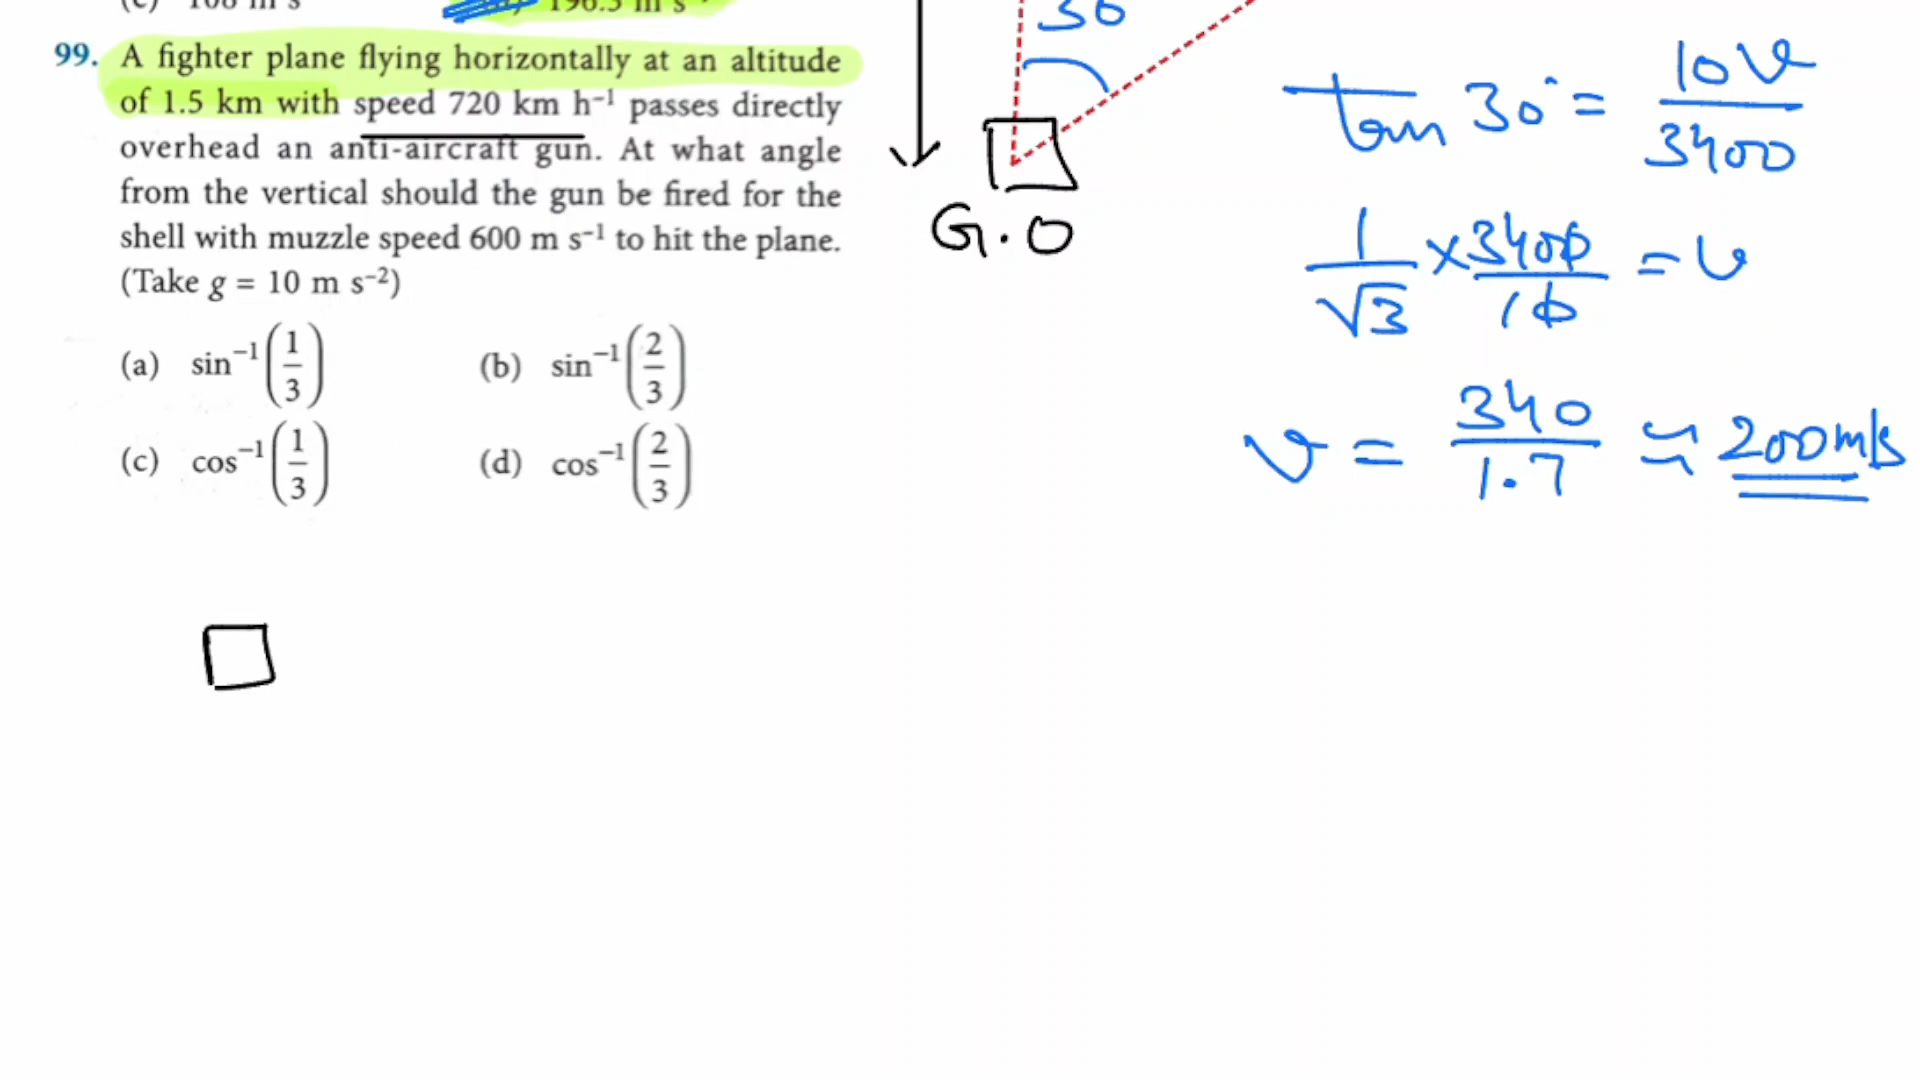 99. A fighter plane flying horizontally at an altitude
of 1.5 km with speed 720 km h⁻¹ passes directly
overhead an anti-aircraft gun. At what angle
from the vertical should the gun be fired for the
shell with muzzle speed 600 m s⁻¹ to hit the plane.
(Take g = 10 m s⁻²)
(a) sin⁻¹(1/3) (b) sin⁻¹(2/3)
(c) cos⁻¹(1/3) (d) cos⁻¹(2/3)
30
G.O
tan 30° = 10v/3400
1/√3 × 3400/10 = v
v = 340/1.7 ≈ 200 m/s